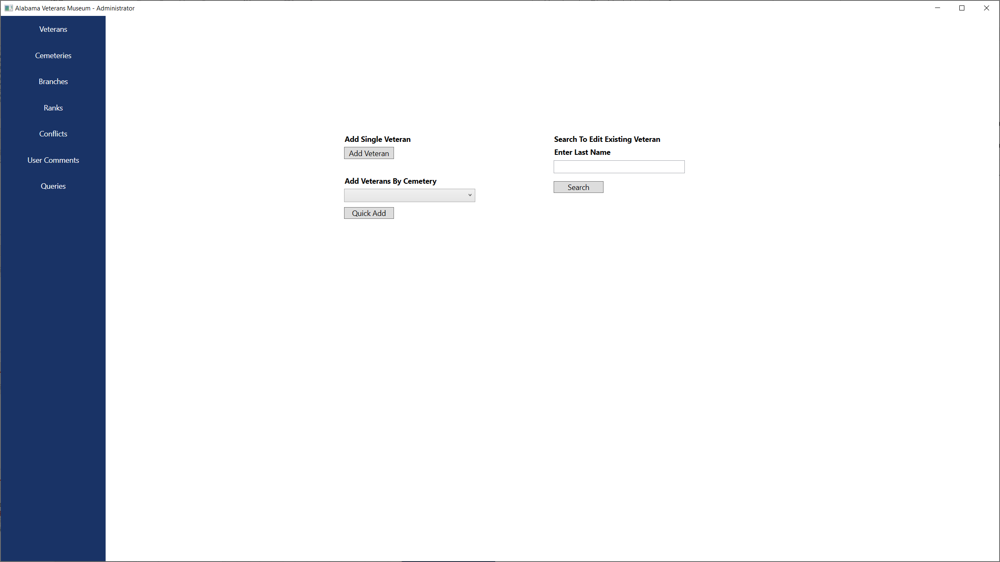 Alabama Veterans Museum - Administrator
Veterans
Cemeteries
Branches
Ranks
Conflicts
User Comments
Queries
Add Single Veteran
Add Veteran
Add Veterans By Cemetery
Quick Add
Search To Edit Existing Veteran
Enter Last Name
Search